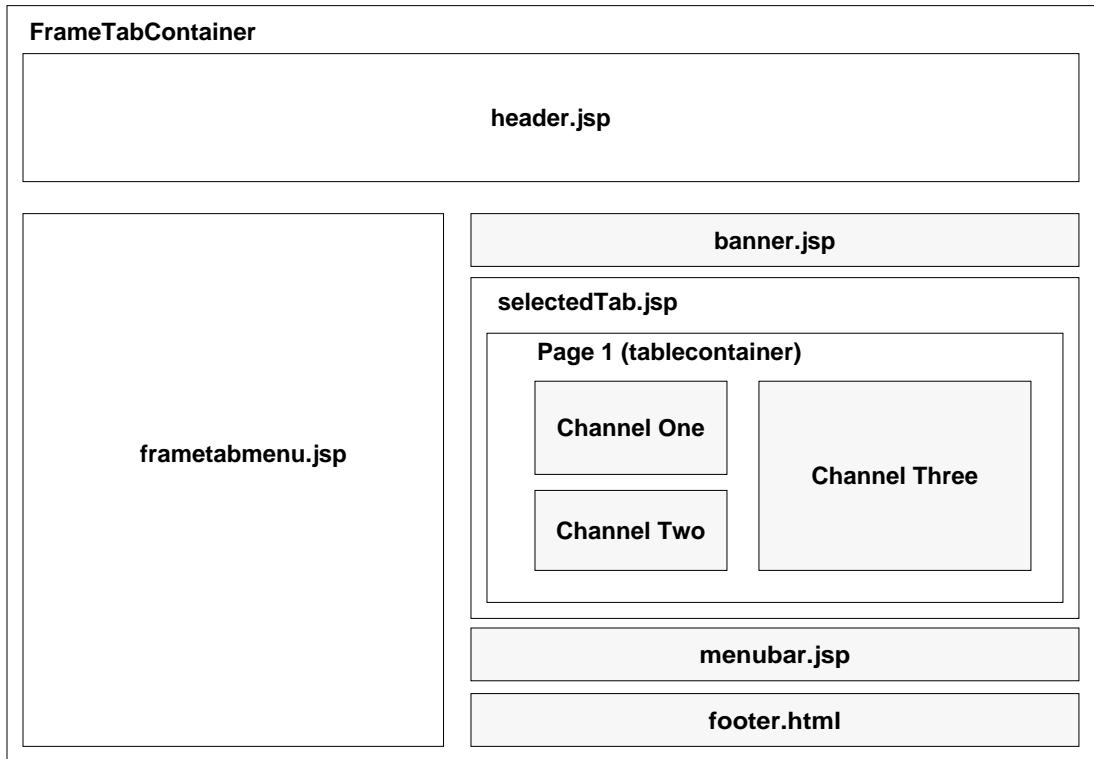 FrameTabContainer
header.jsp
frametabmenu.jsp
banner.jsp
selectedTab.jsp
Page 1 (tablecontainer)
Channel One
Channel Two
Channel Three
menubar.jsp
footer.html